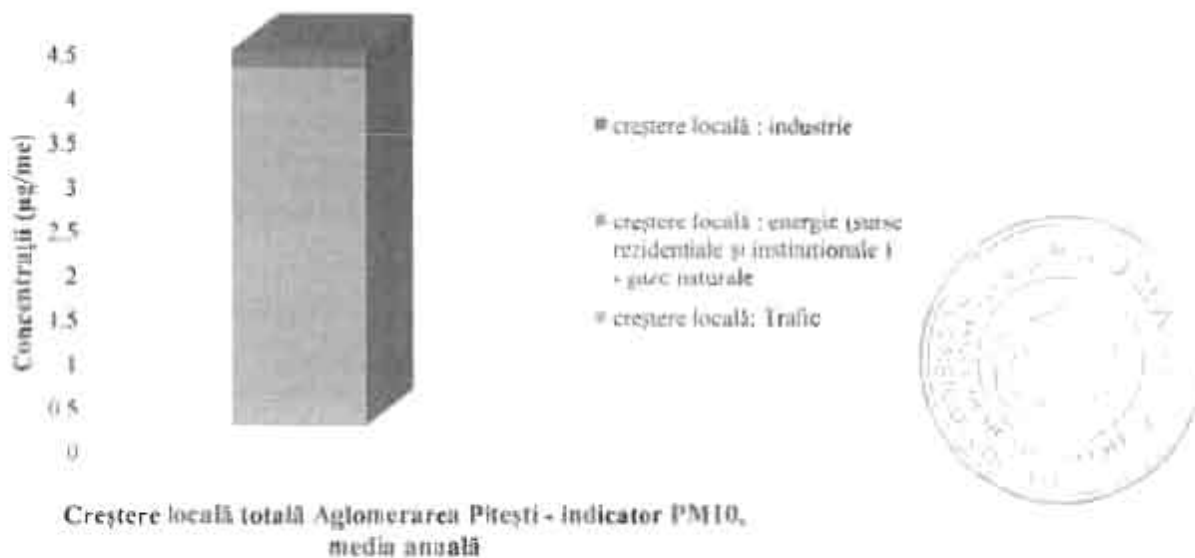 4.5
4
3.5
3
2.5
2
1.5
1
0.5
0
Concentrații (µg/mc)
creștere locală : industrie
creștere locală : energie (surse
rezidențiale și instituționale )
- gaze naturale
creștere locală: Trafic
Creștere locală totală Aglomerarea Pitești - indicator PM10,
media anuală